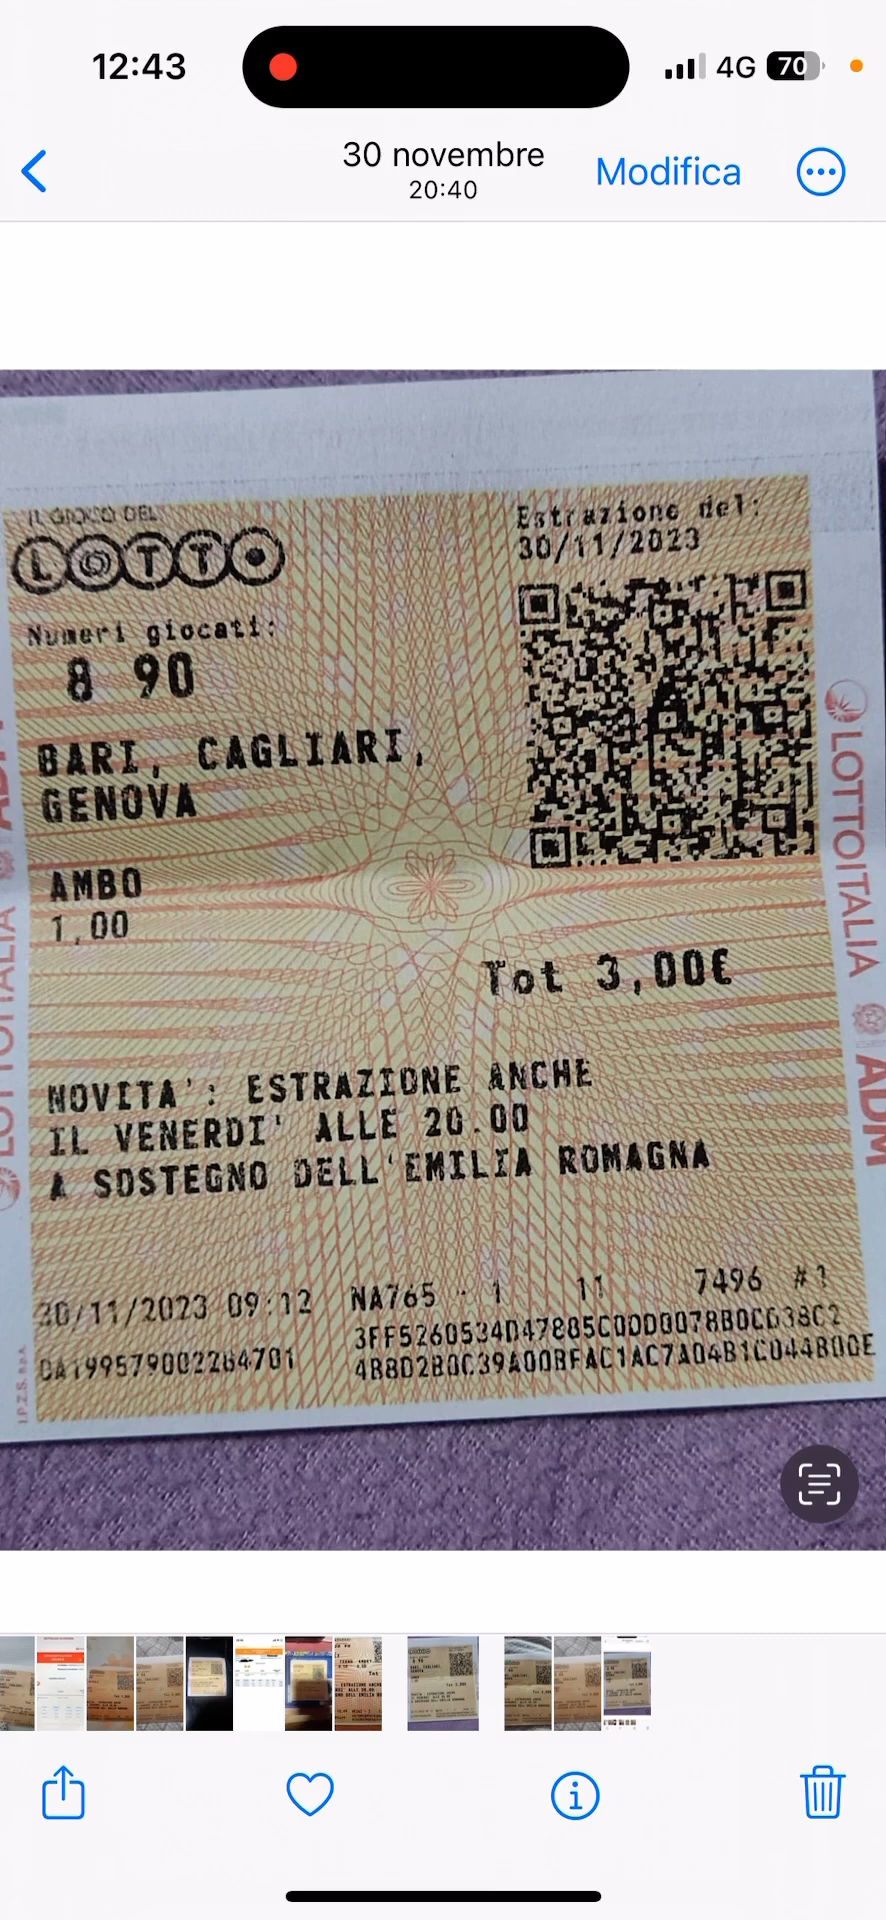 12:43
4G 70
30 novembre
20:40
Modifica
IL GIOCO DEL
LOTTO
Estrazione del:
30/11/2023
Numeri giocati:
8 90
BARI, CAGLIARI,
GENOVA
AMBO
1,00
Tot 3,00€
NOVITA': ESTRAZIONE ANCHE
IL VENERDI' ALLE 20.00
A SOSTEGNO DELL'EMILIA ROMAGNA
30/11/2023 09:12 NA765 - 1 11 7496 #1
LOTTOITALIA
ADM
LOTTOITALIA
I.P.Z.S. S.p.A.